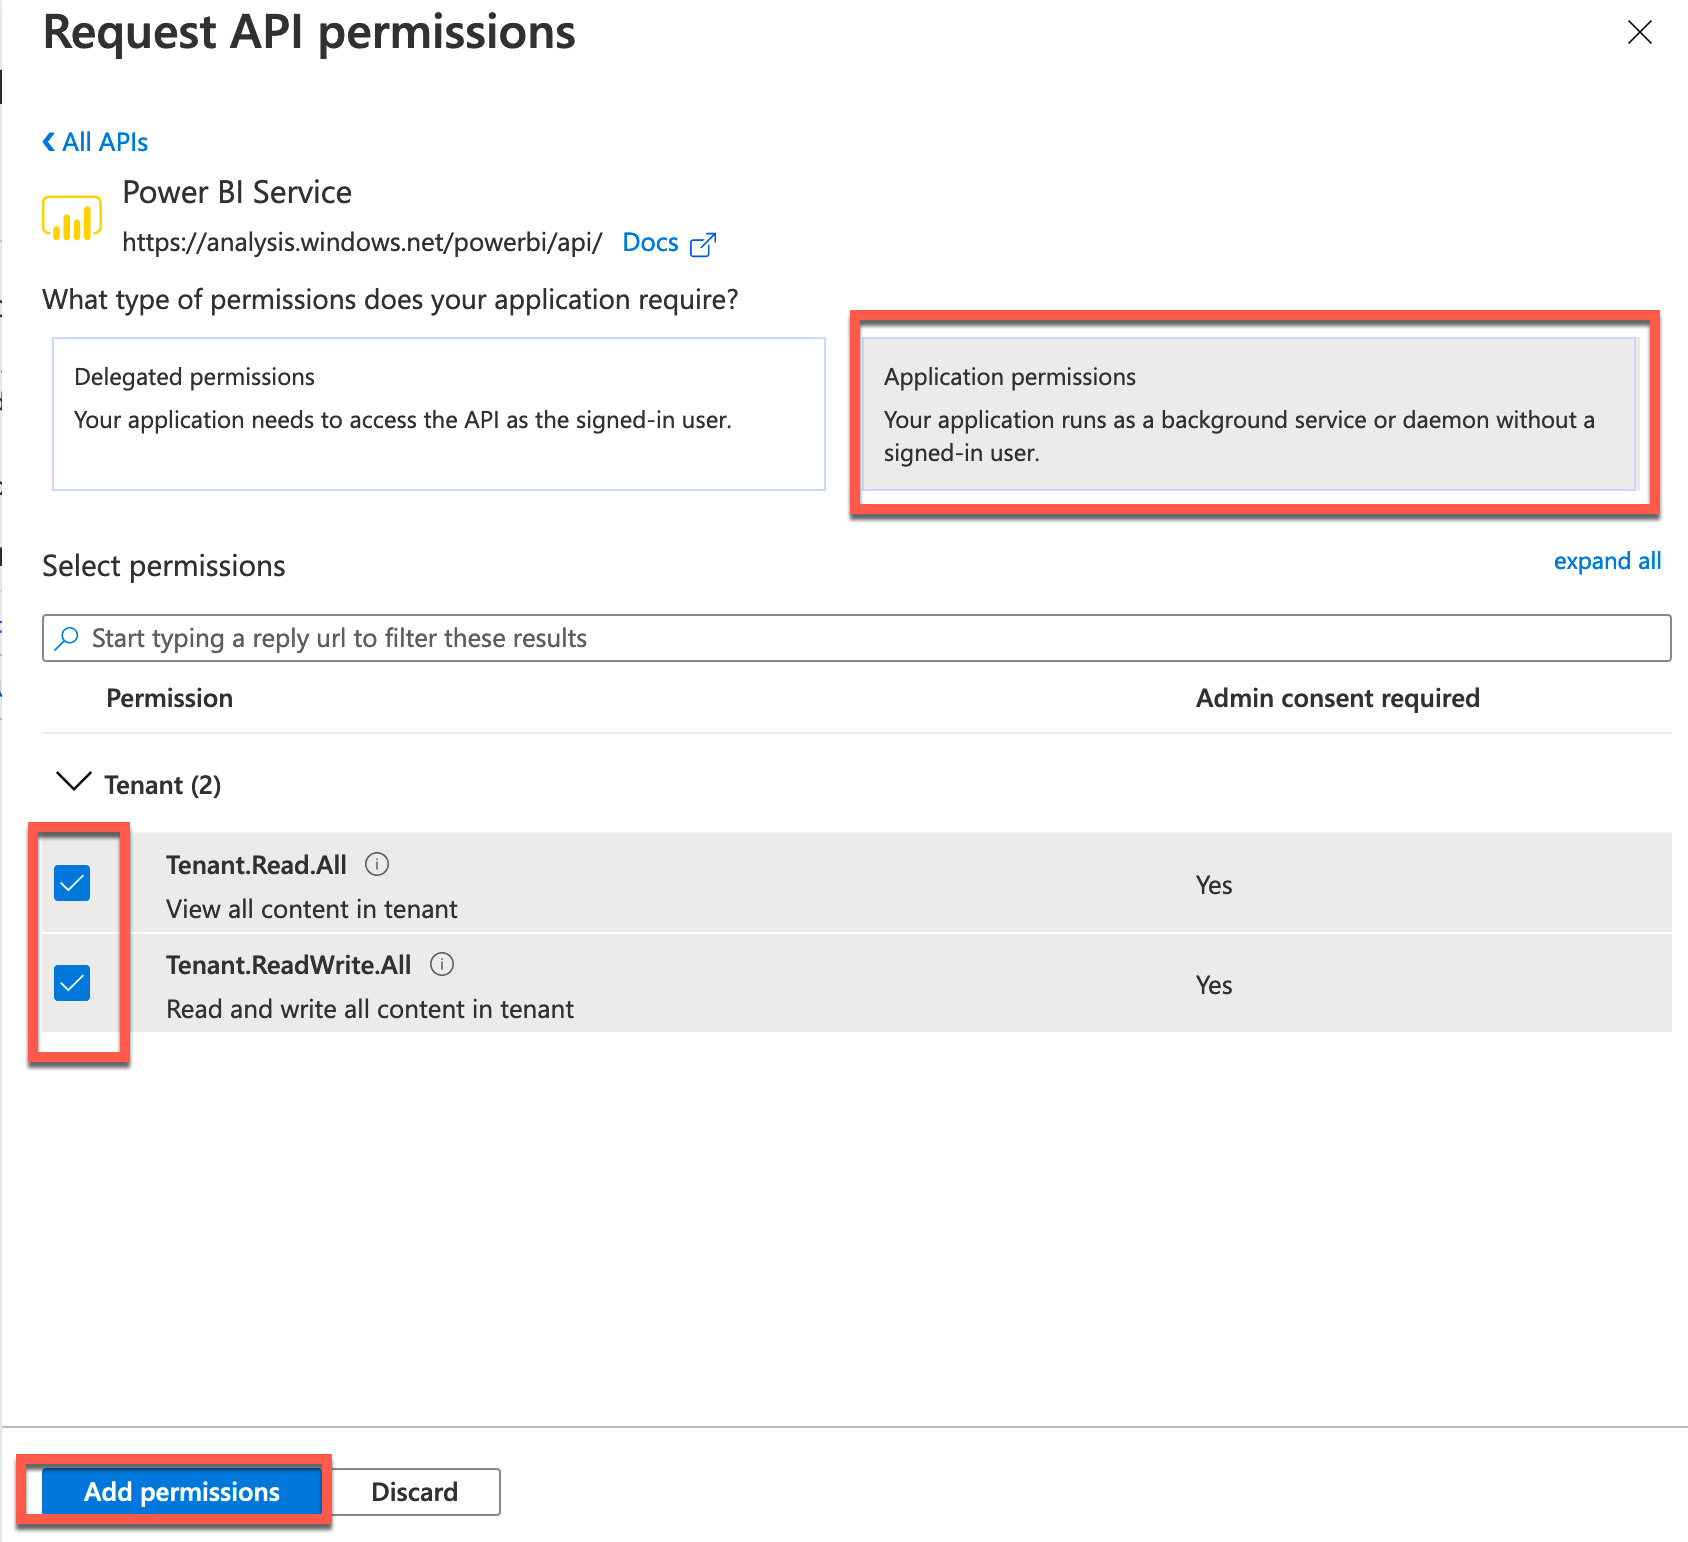 Request API permissions
All APIs
Power BI Service
https://analysis.windows.net/powerbi/api/ Docs
What type of permissions does your application require?
Delegated permissions
Your application needs to access the API as the signed-in user.
Application permissions
Your application runs as a background service or daemon without a
signed-in user.
Select permissions
expand all
Start typing a reply url to filter these results
Permission
Admin consent required
Tenant (2)
Tenant.Read.All
View all content in tenant
Yes
Tenant.ReadWrite.All
Read and write all content in tenant
Yes
Add permissions
Discard